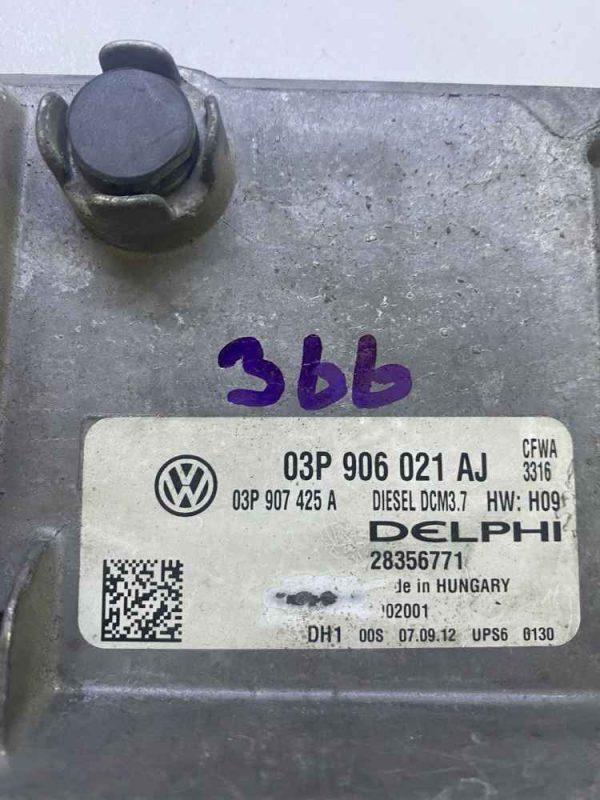 366
03P 906 021 AJ CFWA
3316
03P 907 425 A DIESEL DCM3.7 HW: H09
DELPHI
28356771
de in HUNGARY
02001
DH1 00S 07.09.12 UPS6 0130